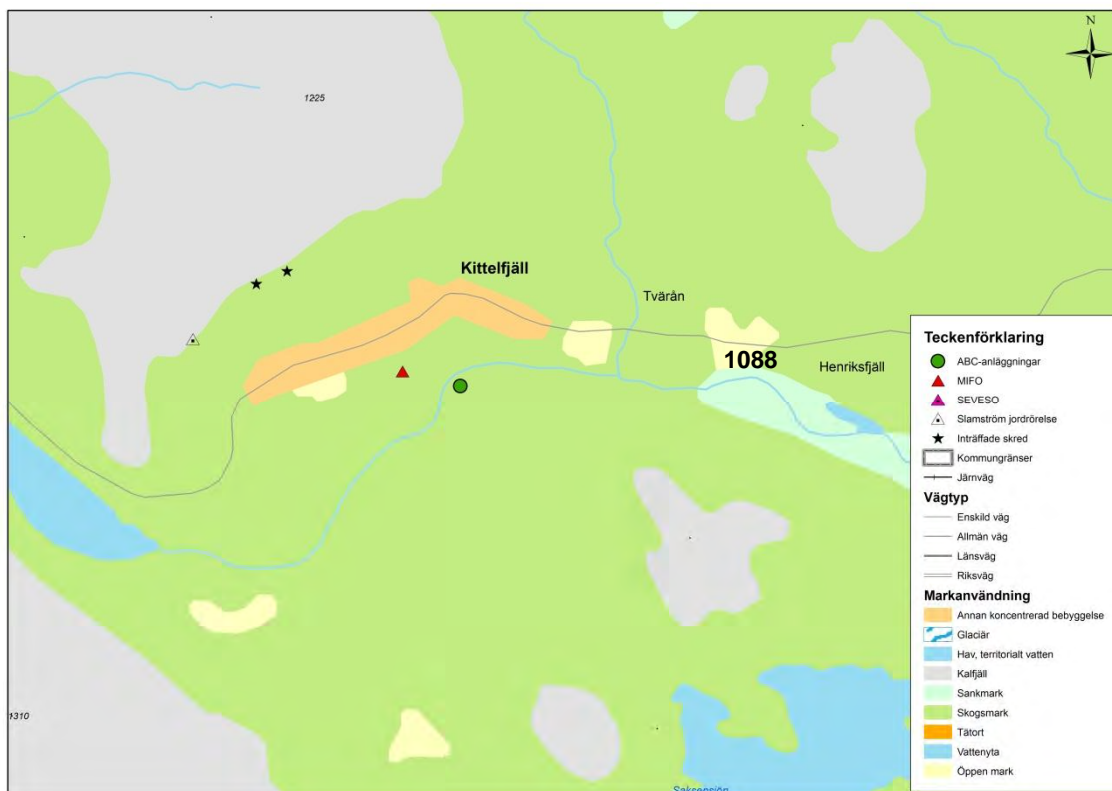 N
1225
Kittelfjäll
Tvärån
1088
Henriksfjäll
1310
Saksensjön
Teckenförklaring
ABC-anläggningar
MIFO
SEVESO
Slamström jordrörelse
Inträffade skred
Kommungränser
Järnväg
Vägtyp
Enskild väg
Allmän väg
Länsväg
Riksväg
Markanvändning
Annan koncentrerad bebyggelse
Glaciär
Hav, territorialt vatten
Kalfjäll
Sankmark
Skogsmark
Tätort
Vattenyta
Öppen mark